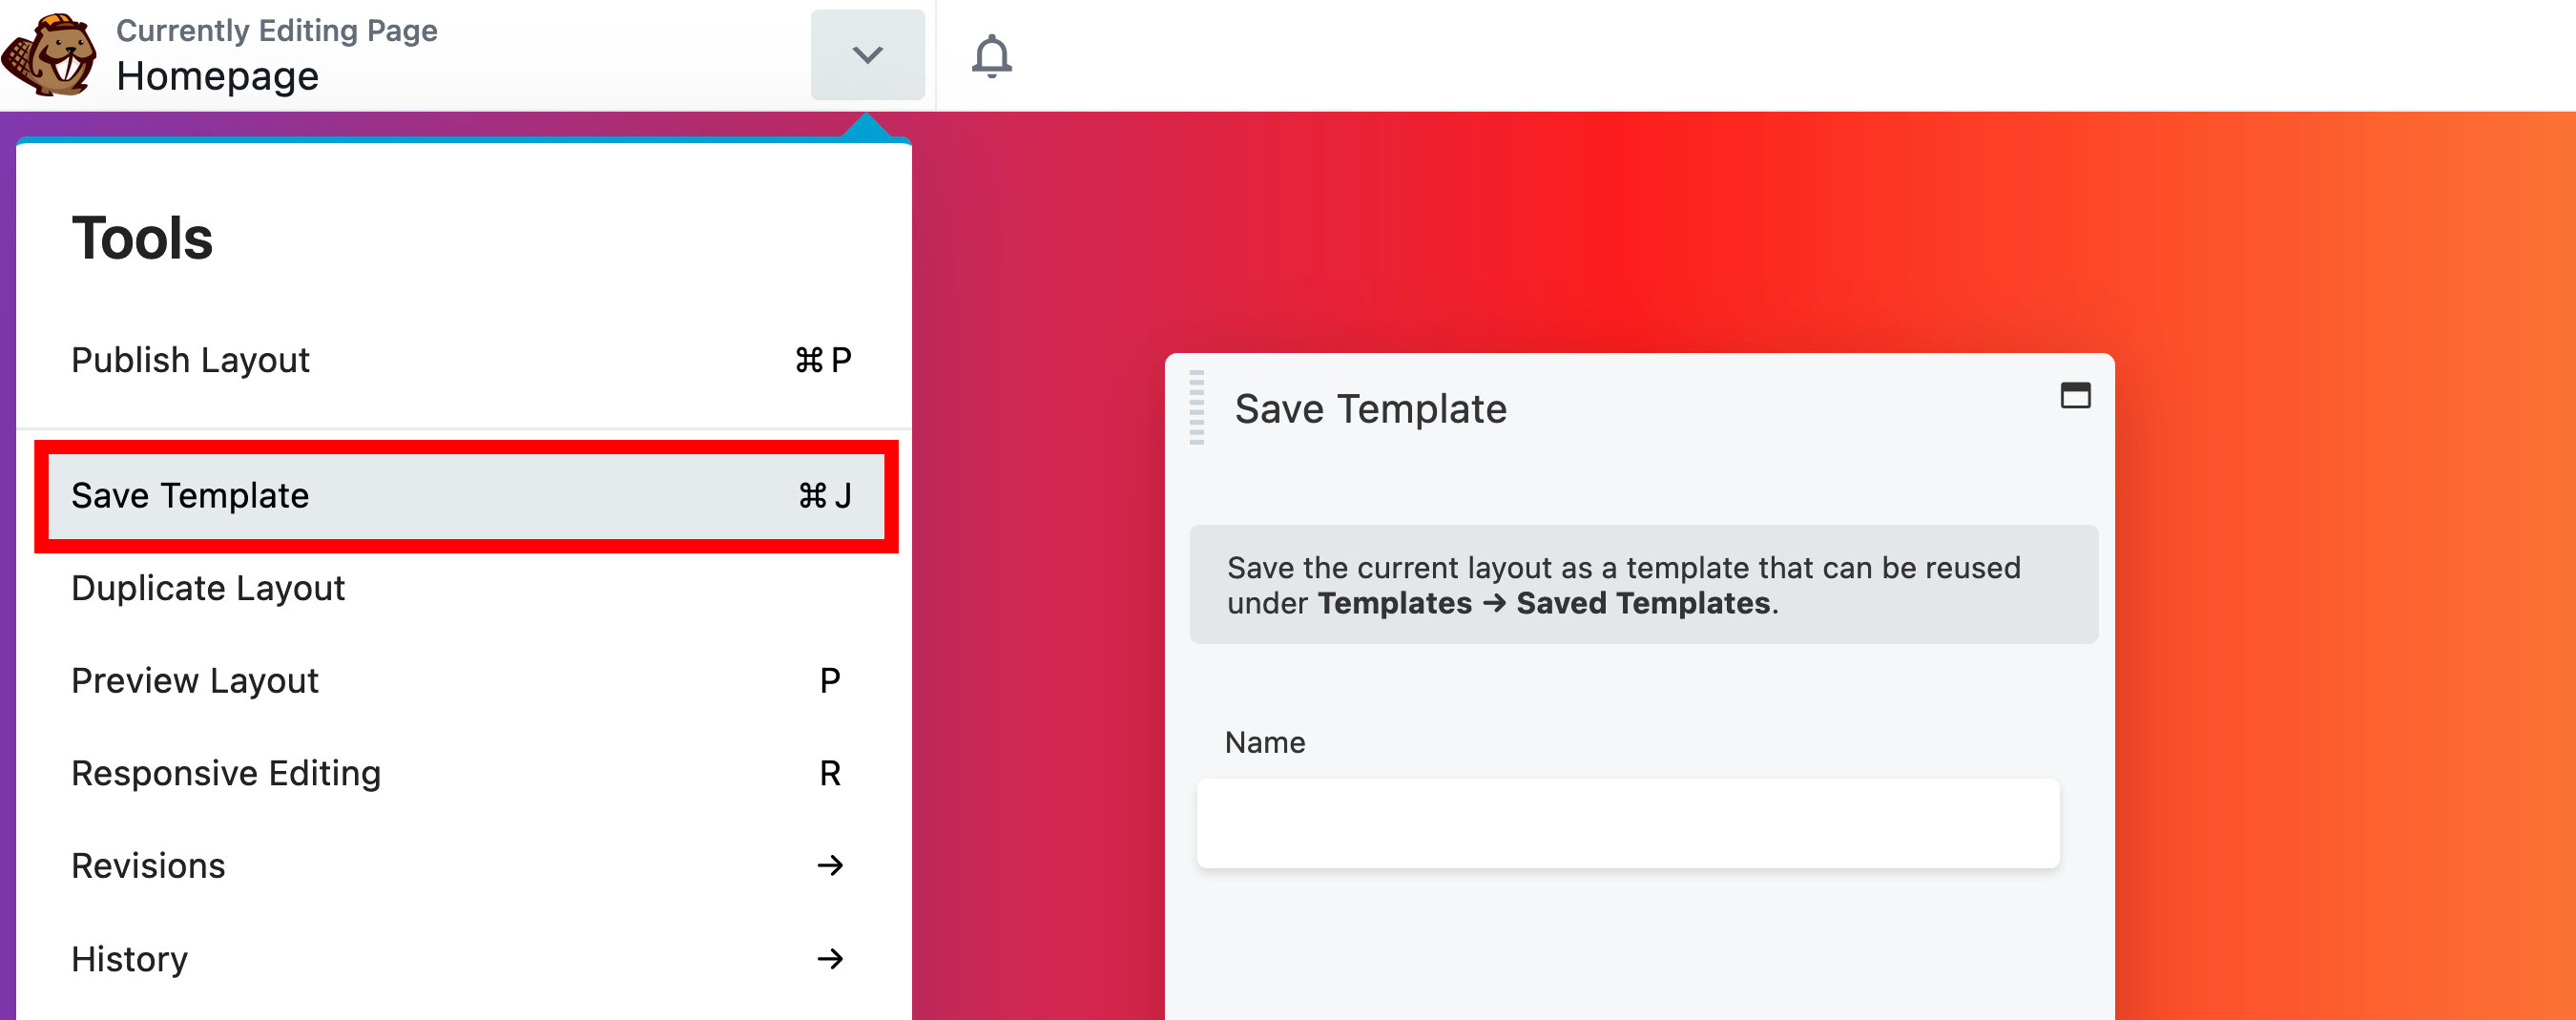 Currently Editing Page
Homepage
Tools
Publish Layout ⌘ P
Save Template ⌘ J
Duplicate Layout
Preview Layout P
Responsive Editing R
Revisions →
History →
Save Template
Save the current layout as a template that can be reused
under Templates → Saved Templates.
Name